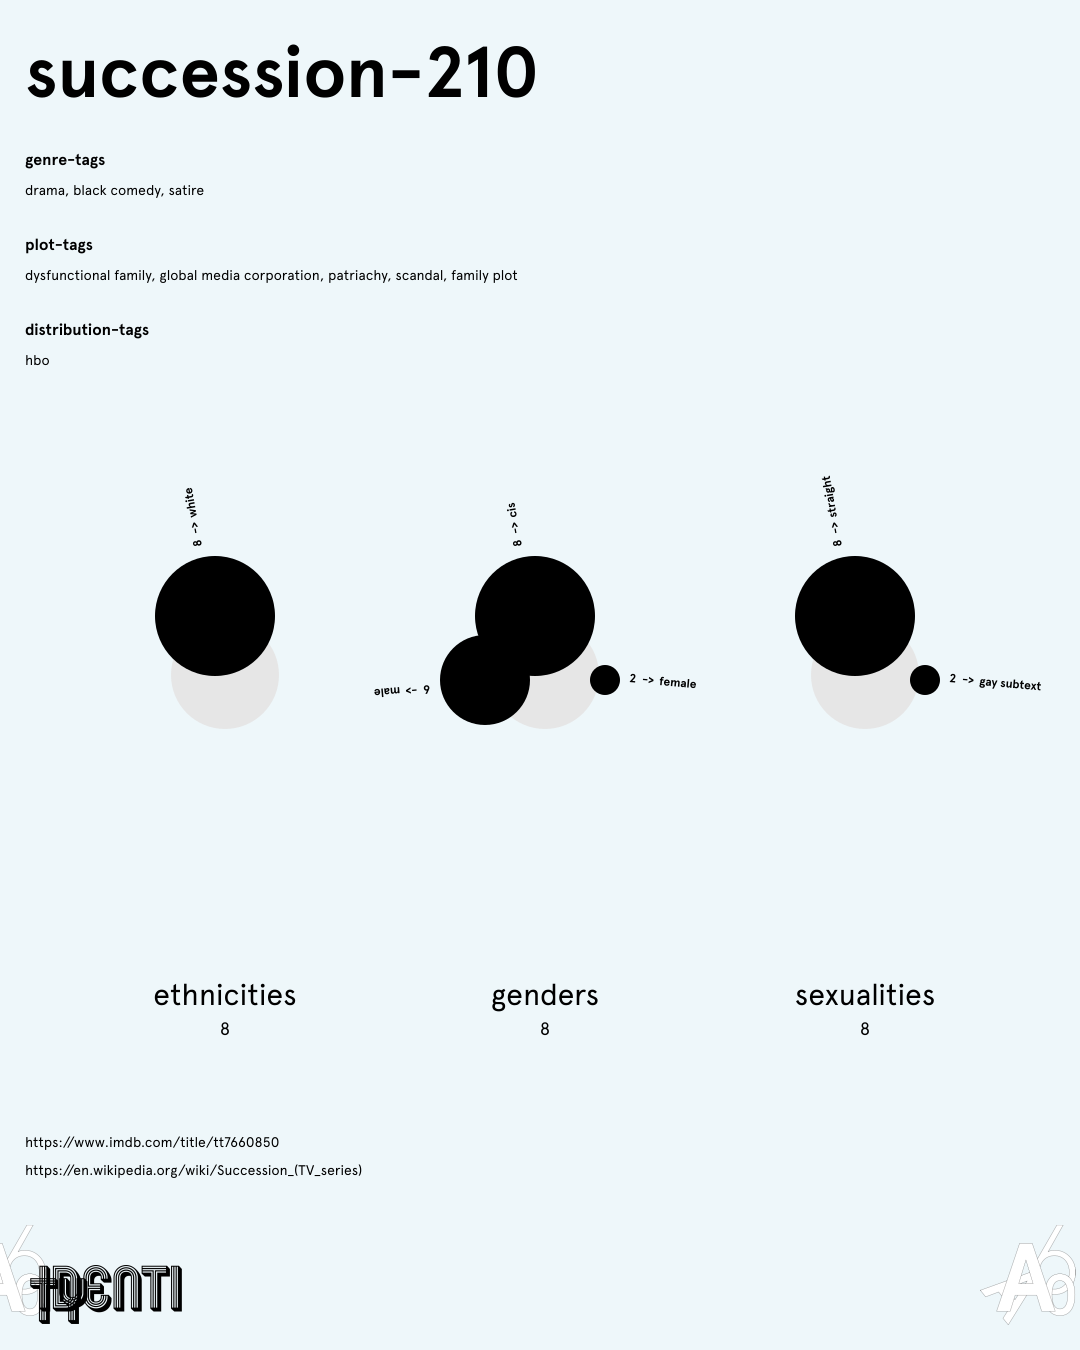 succession-210
genre-tags
drama, black comedy, satire
plot-tags
dysfunctional family, global media corporation, patriachy, scandal, family plot
distribution-tags
hbo
8 -> white
8 -> cis
6 -> male
2 -> female
8 -> straight
2 -> gay subtext
ethnicities
8
genders
8
sexualities
8
https://www.imdb.com/title/tt7660850
https://en.wikipedia.org/wiki/Succession_(TV_series)
IDENTI